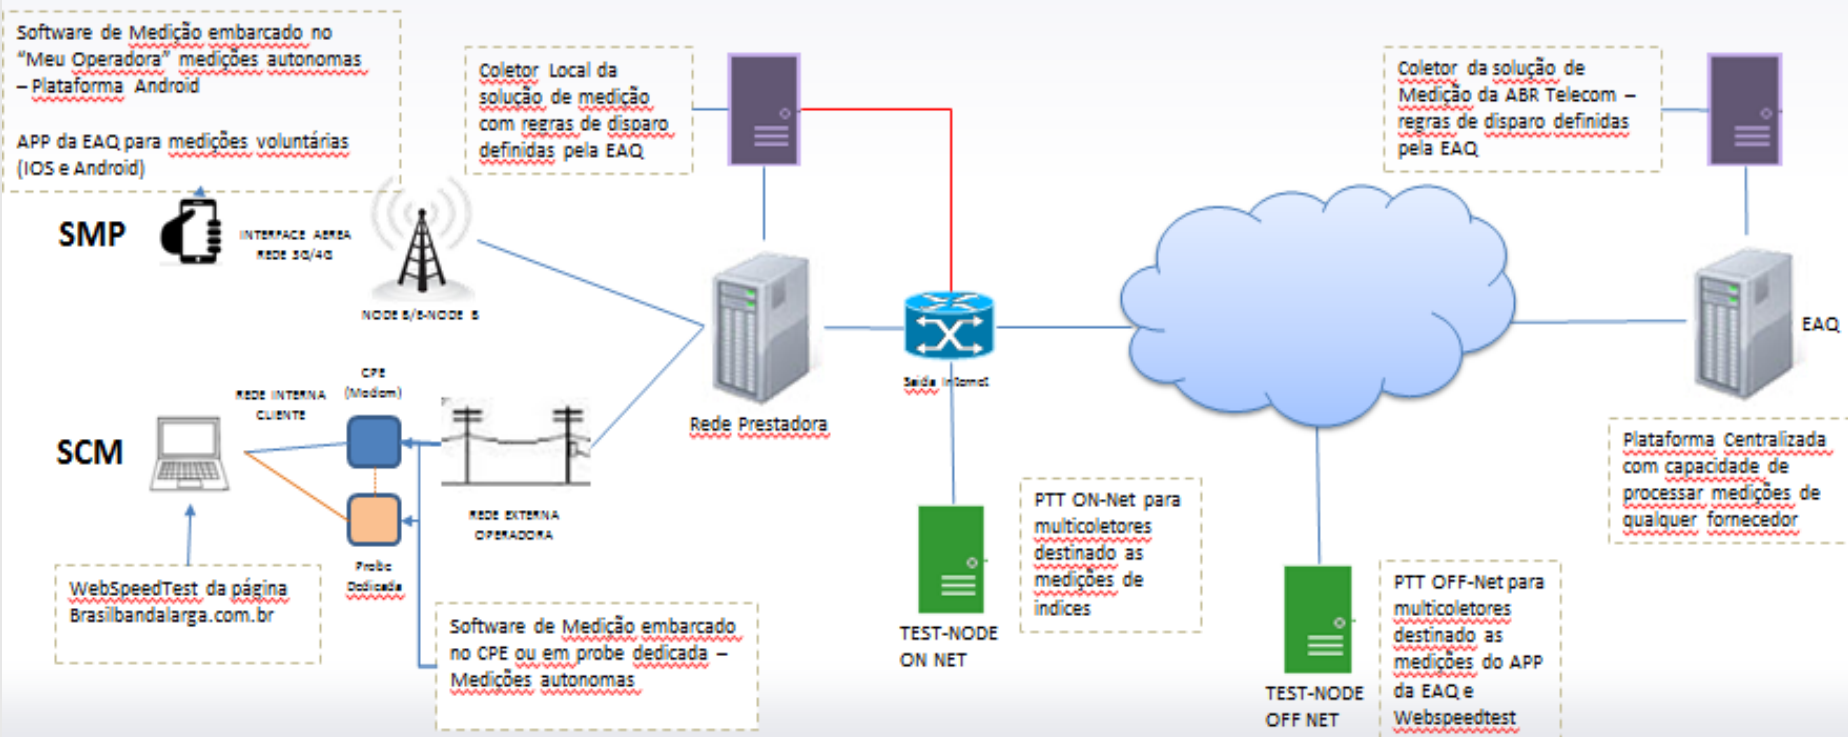 Software de Medição embarcado no
“Meu Operadora” medições autonomas
– Plataforma Android
APP da EAQ para medições voluntárias
(IOS e Android)
SMP
INTERFACE AEREA
REDE 3G/4G
NODE B/E-NODE B
Coletor Local da
solução de medição
com regras de disparo
definidas pela EAQ
Coletor da solução de
Medição da ABR Telecom –
regras de disparo definidas
pela EAQ
Rede Prestadora
Saida Internet
EAQ
Plataforma Centralizada
com capacidade de
processar medições de
qualquer fornecedor
SCM
REDE INTERNA
CLIENTE
CPE
(Modem)
Probe
Dedicada
REDE EXTERNA
OPERADORA
WebSpeedTest da página
Brasilbandalarga.com.br
Software de Medição embarcado
no CPE ou em probe dedicada –
Medições autonomas
TEST-NODE
ON NET
PTT ON-Net para
multicoletores
destinado as
medições de
indices
TEST-NODE
OFF NET
PTT OFF-Net para
multicoletores
destinado as
medições do APP
da EAQ e
Webspeedtest